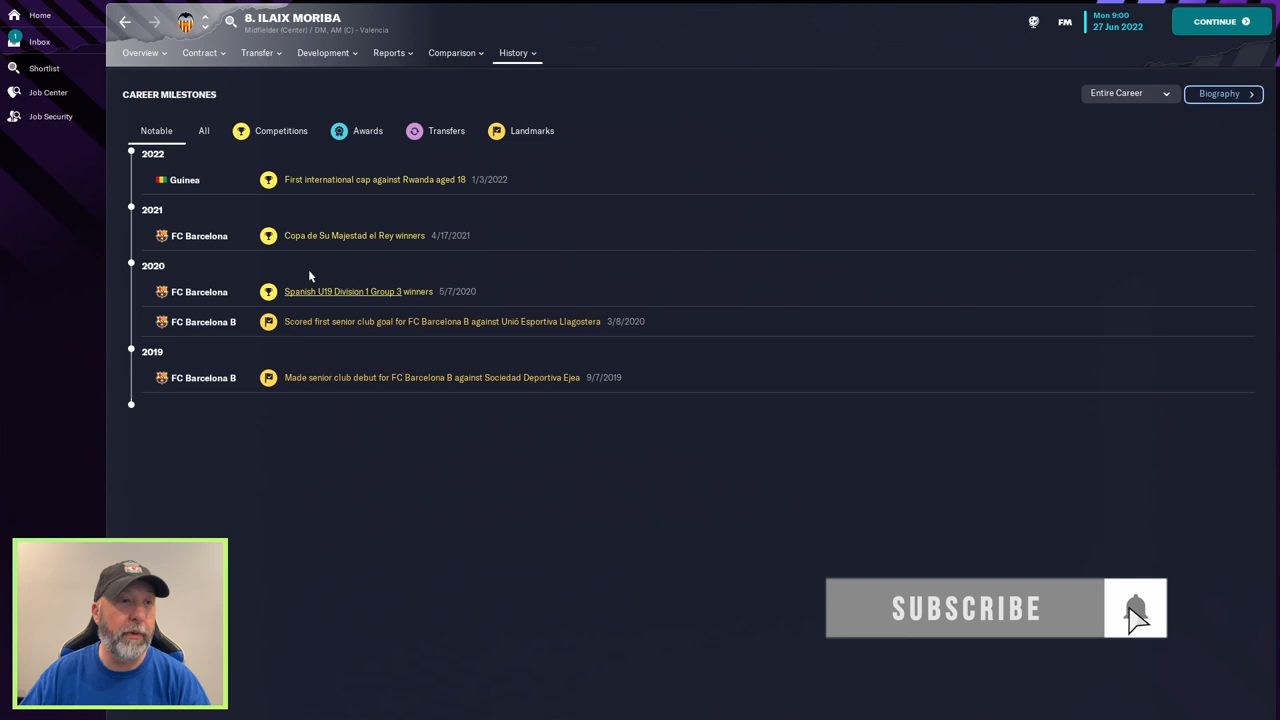 Home
Inbox
1
Shortlist
Job Center
Job Security
8. ILAIX MORIBA
Midfielder (Center) / DM, AM (C) - Valencia
FM
Mon 9:00
27 Jun 2022
CONTINUE
Overview
Contract
Transfer
Development
Reports
Comparison
History
CAREER MILESTONES
Entire Career
Biography
Notable
All
Competitions
Awards
Transfers
Landmarks
2022
Guinea First international cap against Rwanda aged 18 1/3/2022
2021
FC Barcelona Copa de Su Majestad el Rey winners 4/17/2021
2020
FC Barcelona Spanish U19 Division 1 Group 3 winners 5/7/2020
FC Barcelona B Scored first senior club goal for FC Barcelona B against Unió Esportiva Llagostera 3/8/2020
2019
FC Barcelona B Made senior club debut for FC Barcelona B against Sociedad Deportiva Ejea 9/7/2019
SUBSCRIBE